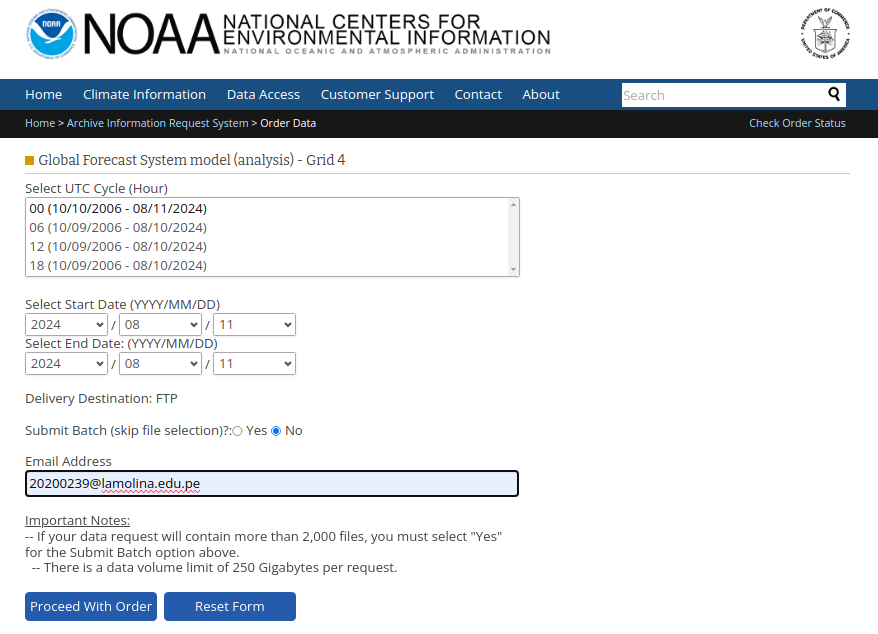 NOAA
NOAA NATIONAL CENTERS FOR
ENVIRONMENTAL INFORMATION
NATIONAL OCEANIC AND ATMOSPHERIC ADMINISTRATION
DEPARTMENT OF COMMERCE
UNITED STATES OF AMERICA
Home Climate Information Data Access Customer Support Contact About Search
Home > Archive Information Request System > Order Data Check Order Status
Global Forecast System model (analysis) - Grid 4
Select UTC Cycle (Hour)
00 (10/10/2006 - 08/11/2024)
06 (10/09/2006 - 08/10/2024)
12 (10/09/2006 - 08/10/2024)
18 (10/09/2006 - 08/10/2024)
Select Start Date (YYYY/MM/DD)
2024 / 08 / 11
Select End Date: (YYYY/MM/DD)
2024 / 08 / 11
Delivery Destination: FTP
Submit Batch (skip file selection)?: Yes No
Email Address
20200239@lamolina.edu.pe
Important Notes:
-- If your data request will contain more than 2,000 files, you must select "Yes"
for the Submit Batch option above.
-- There is a data volume limit of 250 Gigabytes per request.
Proceed With Order Reset Form